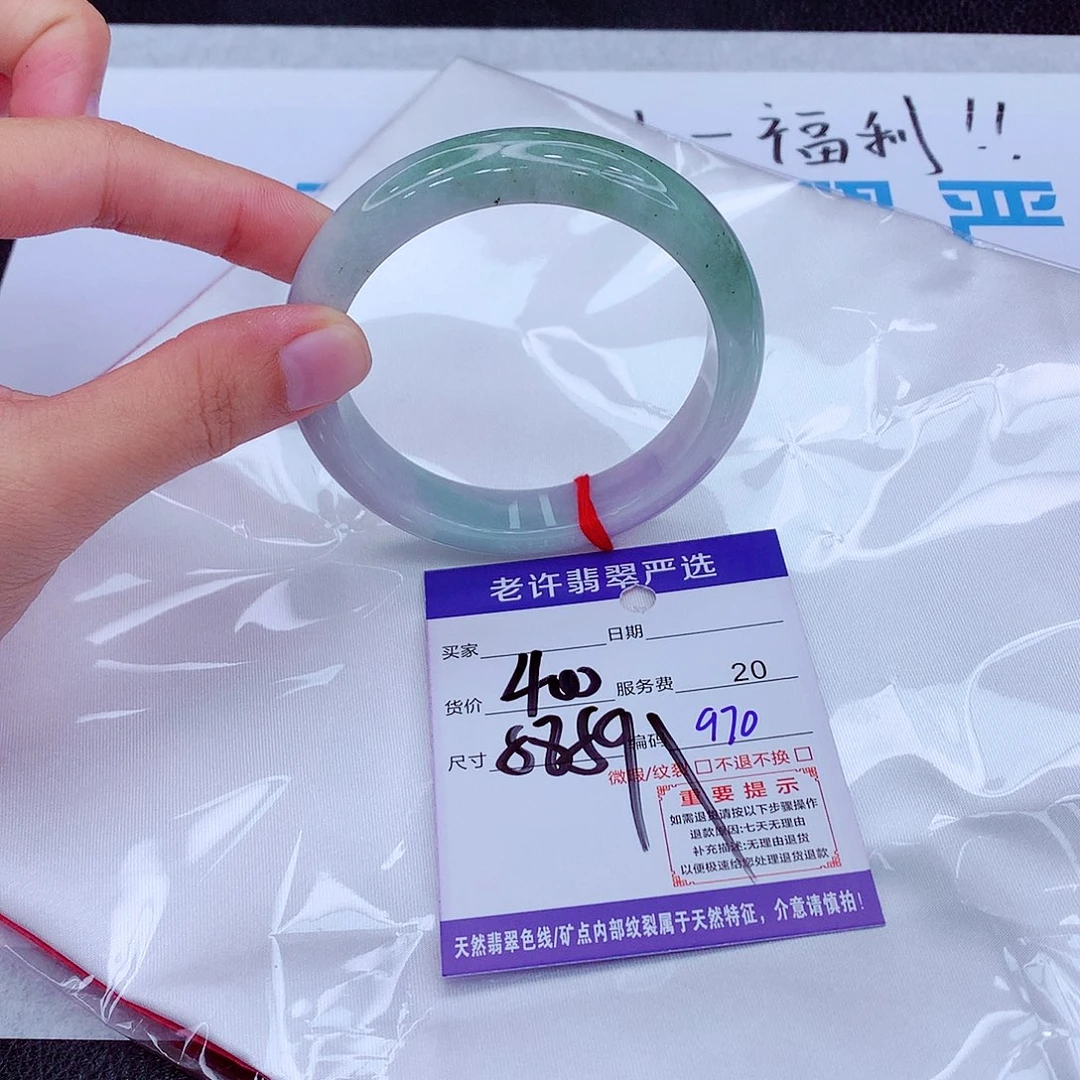 一福利!!
严
老许翡翠严选
买家 日期
货价 400 服务费 20
尺寸 编码 970
微瑕/纹裂 □不退不换 □
重要提示
如需退货请按以下步骤操作
退款原因:七天无理由
补充描述:无理由退货
以便极速给您处理退货退款
天然翡翠色线/矿点内部纹裂属于天然特征，介意请慎拍！